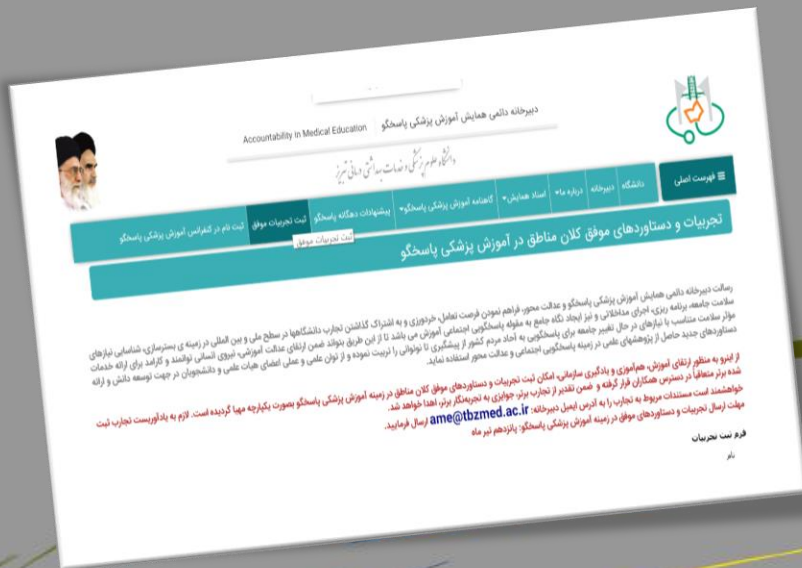 دبیرخانه دائمی همایش آموزش پزشکی پاسخگو Accountability in Medical Education
دانشگاه علوم پزشکی و خدمات بهداشتی درمانی تبریز
فهرست اصلی
دانشگاه دبیرخانه درباره ما اسناد همایش گاهنامه آموزش پزشکی پاسخگو پیشنهادات دهگانه پاسخگو ثبت تجربیات موفق ثبت نام در کنفرانس آموزش پزشکی پاسخگو
ثبت تجربیات موفق
تجربیات و دستاوردهای موفق کلان مناطق در آموزش پزشکی پاسخگو
رسالت دبیرخانه دائمی همایش آموزش پزشکی پاسخگو و عدالت محور، فراهم نمودن فرصت تعامل، خردورزی و به اشتراک گذاشتن تجارب دانشگاهها در سطح ملی و بین المللی در زمینه ی بسترسازی، شناسایی نیازهای
سلامت جامعه، برنامه ریزی، اجرای مداخلاتی و نیز ایجاد نگاه جامع به مقوله پاسخگویی اجتماعی آموزش می باشد تا از این طریق بتواند ضمن ارتقای عدالت آموزشی، نیروی انسانی توانمند و کارامد برای ارائه خدمات
مؤثر سلامت متناسب با نیازهای در حال تغییر جامعه برای پاسخگویی به آحاد مردم کشور از پیشگیری تا نوتوانی را تربیت نموده و از توان علمی و عملی اعضای هیات علمی و دانشجویان در جهت توسعه دانش و ارائه
دستاوردهای جدید حاصل از پژوهشهای علمی در زمینه پاسخگویی اجتماعی و عدالت محور استفاده نماید.
از اینرو به منظور ارتقای آموزش، هم‌آموزی و یادگیری سازمانی، امکان ثبت تجربیات و دستاوردهای موفق کلان مناطق در زمینه آموزش پزشکی پاسخگو بصورت یکپارچه مهیا گردیده است. لازم به یادآوریست تجارب ثبت
شده برتر متعاقباً در دسترس همکاران قرار گرفته و ضمن تقدیر از تجارب برتر، جوایزی به تجربه‌نگار برتر، اهدا خواهد شد.
خواهشمند است مستندات مربوط به تجارب را به آدرس ایمیل دبیرخانه: ame@tbzmed.ac.ir ارسال فرمایید.
مهلت ارسال تجربیات و دستاوردهای موفق در زمینه آموزش پزشکی پاسخگو: پانزدهم تیر ماه
فرم ثبت تجربیات
نام